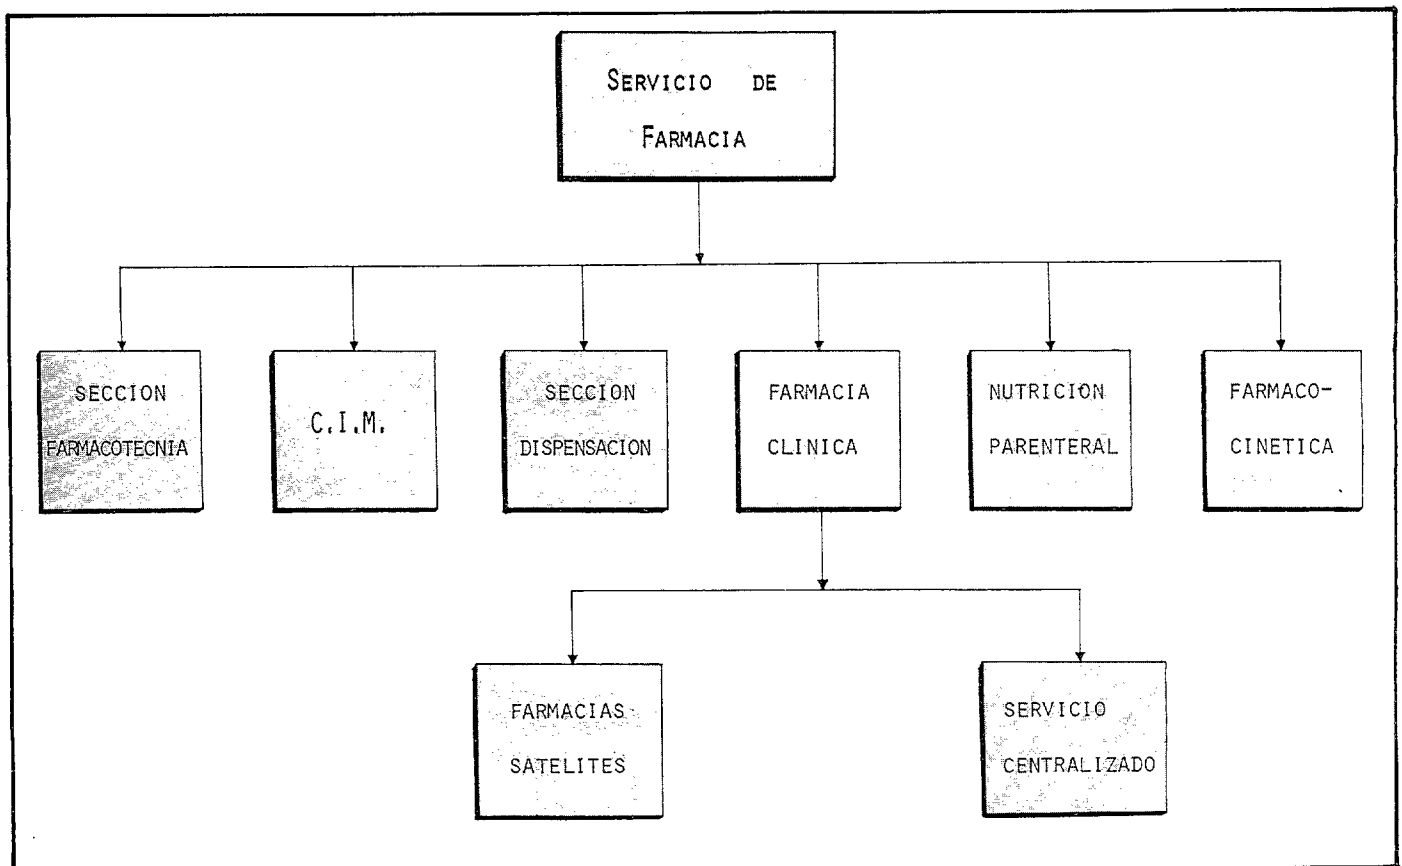 SERVICIO DE
FARMACIA
SECCION
FARMACOTECNIA
C.I.M.
SECCION
DISPENSACION
FARMACIA
CLINICA
NUTRICION
PARENTERAL
FARMACO-
CINETICA
FARMACIAS
SATELITES
SERVICIO
CENTRALIZADO